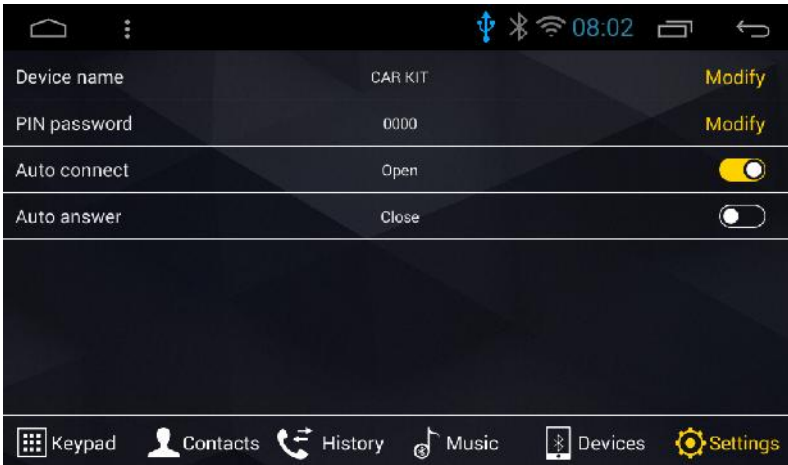 08:02
Device name CAR KIT Modify
PIN password 0000 Modify
Auto connect Open
Auto answer Close
Keypad Contacts History Music Devices Settings